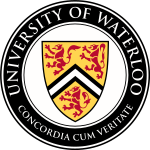 UNIVERSITY OF WATERLOO
CONCORDIA CUM VERITATE